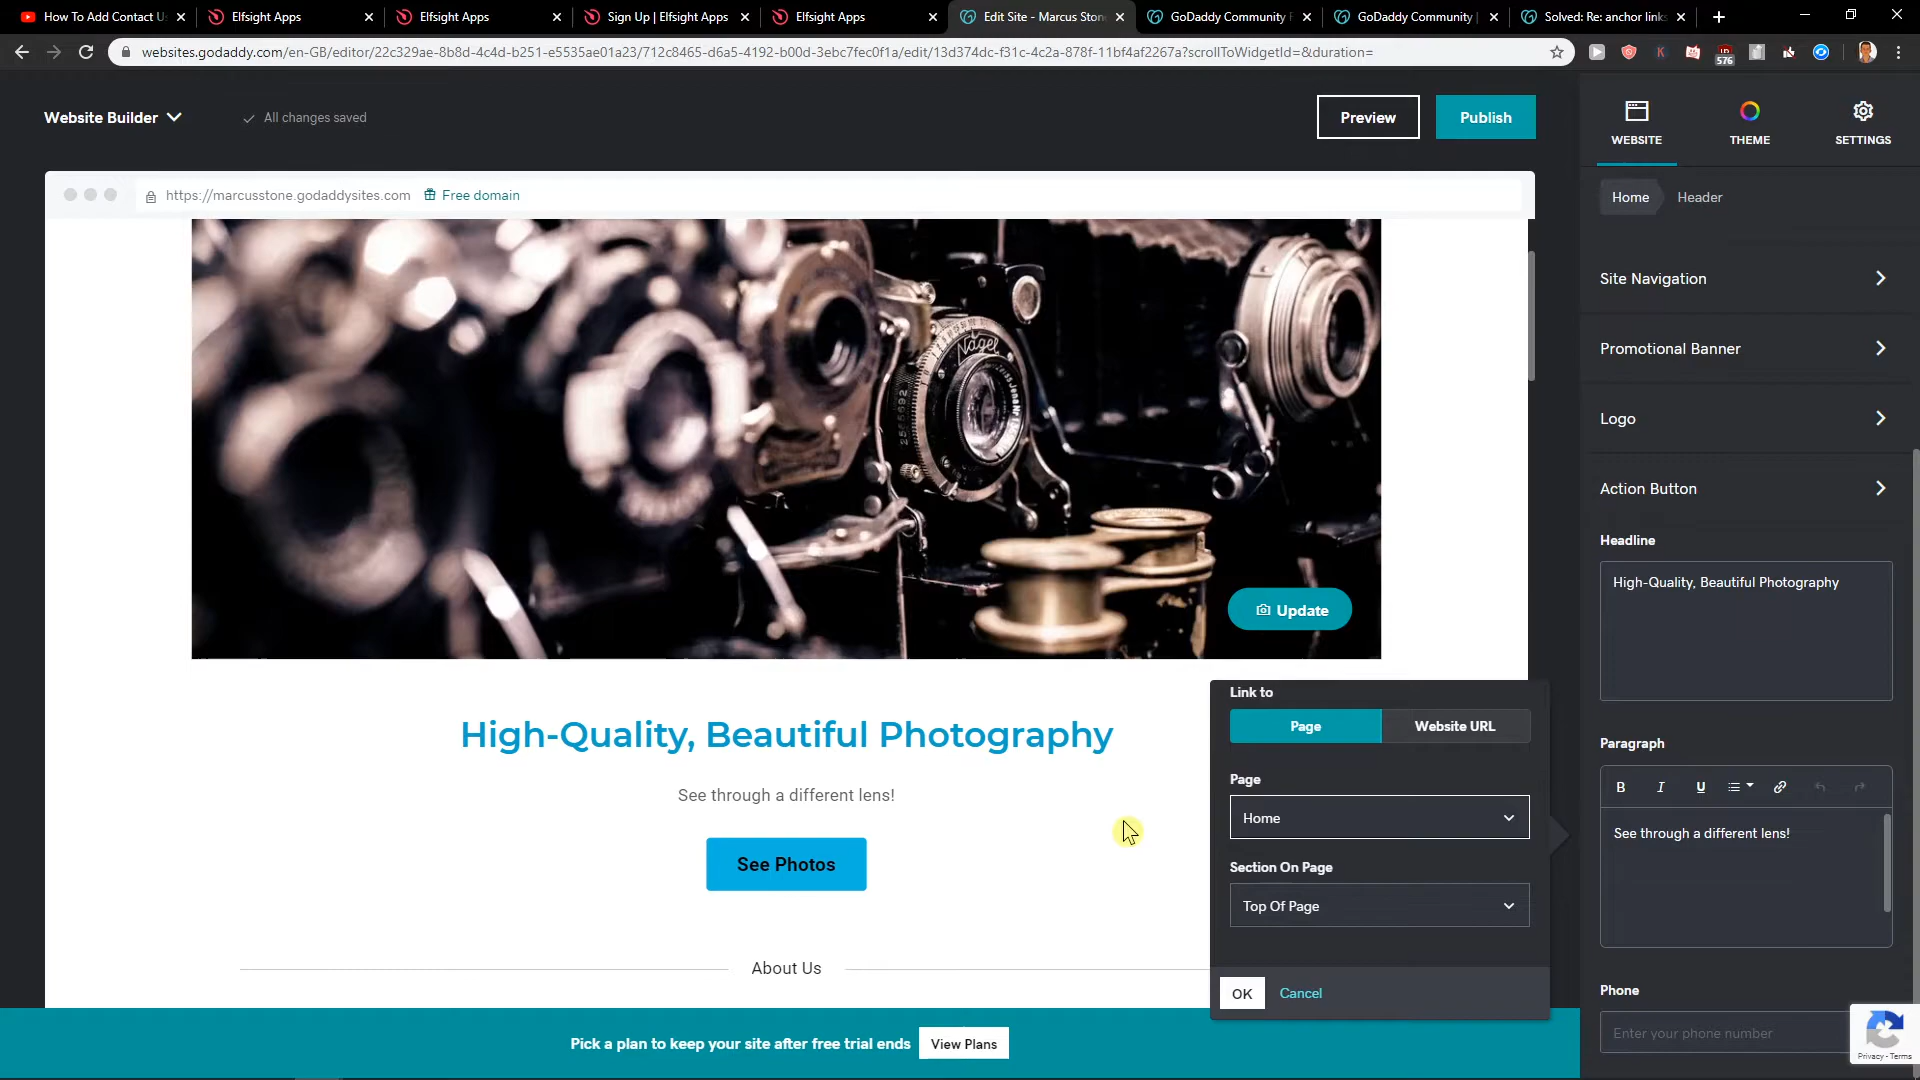 How To Add Contact U
Elfsight Apps
Elfsight Apps
Sign Up | Elfsight Apps
Elfsight Apps
Edit Site - Marcus Ston
GoDaddy Community F
GoDaddy Community |
Solved: Re: anchor links
websites.godaddy.com/en-GB/editor/22c329ae-8b8d-4c4d-b251-e5535ae01a23/712c8465-d6a5-4192-b00d-3ebc7fec0f1a/edit/13d374dc-f31c-4c2a-878f-11bf4af2267a?scrollToWidgetId=&duration=
576
Website Builder
All changes saved
Preview
Publish
WEBSITE
THEME
SETTINGS
https://marcusstone.godaddysites.com
Free domain
Home
Header
Site Navigation
Promotional Banner
Logo
Action Button
Headline
High-Quality, Beautiful Photography
Nagel
Update
High-Quality, Beautiful Photography
See through a different lens!
See Photos
About Us
Link to
Page
Website URL
Page
Home
Section On Page
Top Of Page
OK
Cancel
Paragraph
B I U
See through a different lens!
Phone
Enter your phone number
Privacy - Terms
Pick a plan to keep your site after free trial ends
View Plans